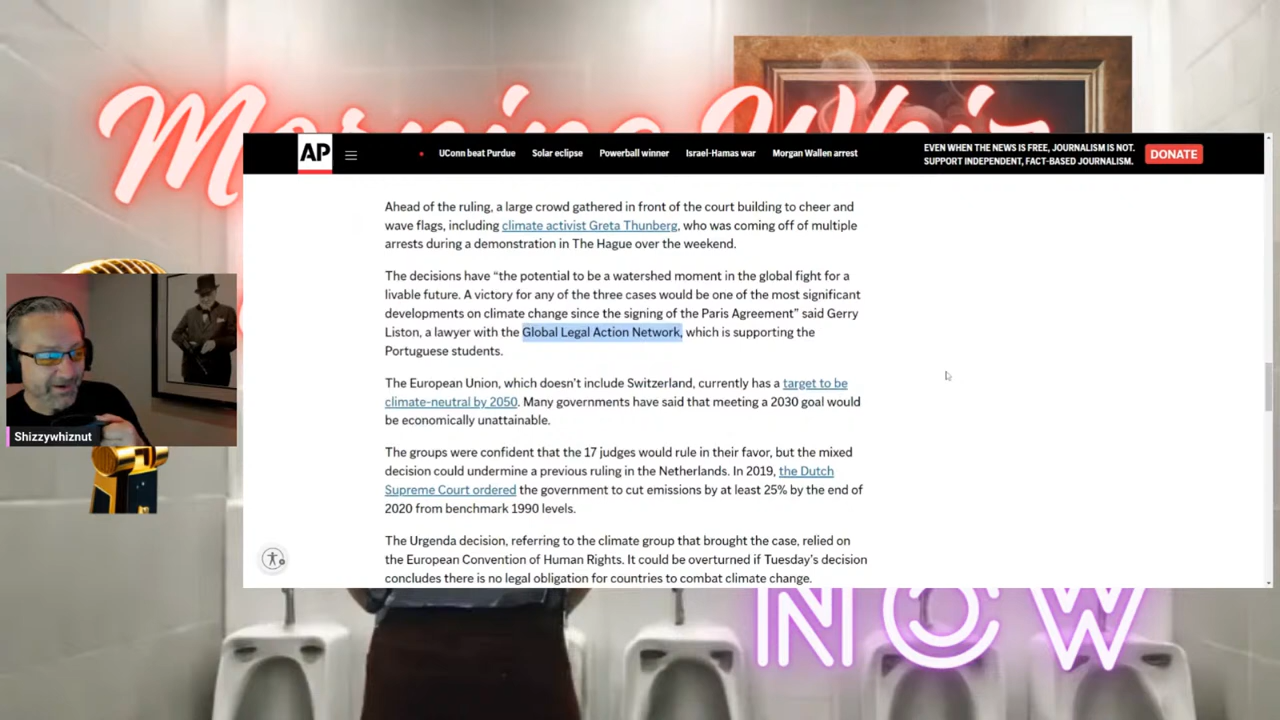 Morning Whiz
AP
UConn beat Purdue Solar eclipse Powerball winner Israel-Hamas war Morgan Wallen arrest
EVEN WHEN THE NEWS IS FREE, JOURNALISM IS NOT.
SUPPORT INDEPENDENT, FACT-BASED JOURNALISM.
DONATE
Ahead of the ruling, a large crowd gathered in front of the court building to cheer and
wave flags, including climate activist Greta Thunberg, who was coming off of multiple
arrests during a demonstration in The Hague over the weekend.
The decisions have “the potential to be a watershed moment in the global fight for a
livable future. A victory for any of the three cases would be one of the most significant
developments on climate change since the signing of the Paris Agreement” said Gerry
Liston, a lawyer with the Global Legal Action Network, which is supporting the
Portuguese students.
The European Union, which doesn’t include Switzerland, currently has a target to be
climate-neutral by 2050. Many governments have said that meeting a 2030 goal would
be economically unattainable.
The groups were confident that the 17 judges would rule in their favor, but the mixed
decision could undermine a previous ruling in the Netherlands. In 2019, the Dutch
Supreme Court ordered the government to cut emissions by at least 25% by the end of
2020 from benchmark 1990 levels.
The Urgenda decision, referring to the climate group that brought the case, relied on
the European Convention of Human Rights. It could be overturned if Tuesday’s decision
concludes there is no legal obligation for countries to combat climate change.
Shizzywhiznut
NOW